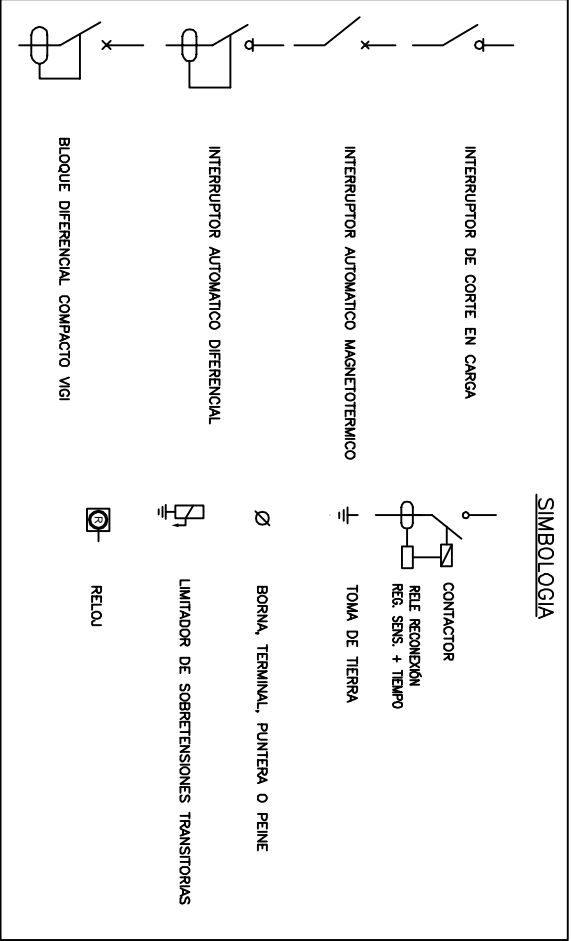 SIMBOLOGIA
INTERRUPTOR DE CORTE EN CARGA
INTERRUPTOR AUTOMATICO MAGNETOTERMICO
INTERRUPTOR AUTOMATICO DIFERENCIAL
BLOQUE DIFERENCIAL COMPACTO VIGI
CONTACTOR
RELE RECONEXIÓN
REG. SENS. + TIEMPO
TOMA DE TIERRA
BORNA, TERMINAL, PUNTERA O PEINE
LIMITADOR DE SOBRETENSIONES TRANSITORIAS
R
RELOJ